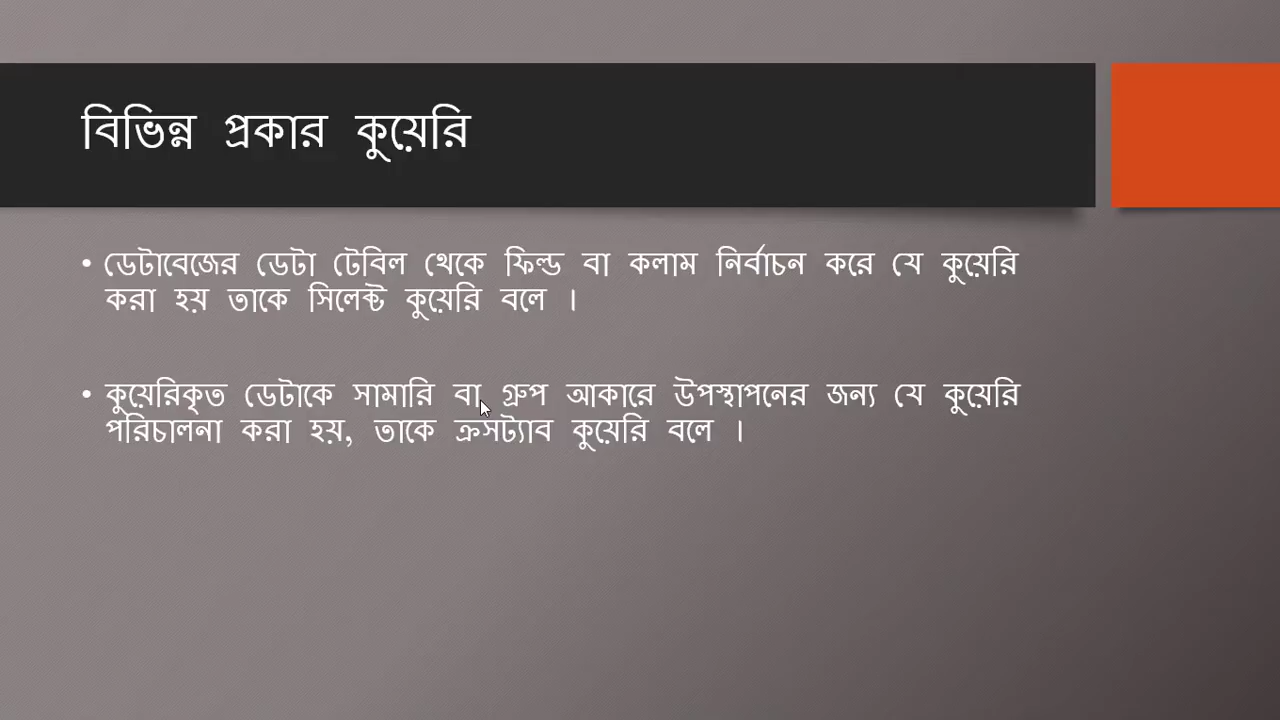 বিভিন্ন প্রকার কুয়েরি
• ডেটাবেজের ডেটা টেবিল থেকে ফিল্ড বা কলাম নির্বাচন করে যে কুয়েরি
করা হয় তাকে সিলেক্ট কুয়েরি বলে ।
• কুয়েরিকৃত ডেটাকে সামারি বা গ্রুপ আকারে উপস্থাপনের জন্য যে কুয়েরি
পরিচালনা করা হয়, তাকে ক্রসট্যাব কুয়েরি বলে ।